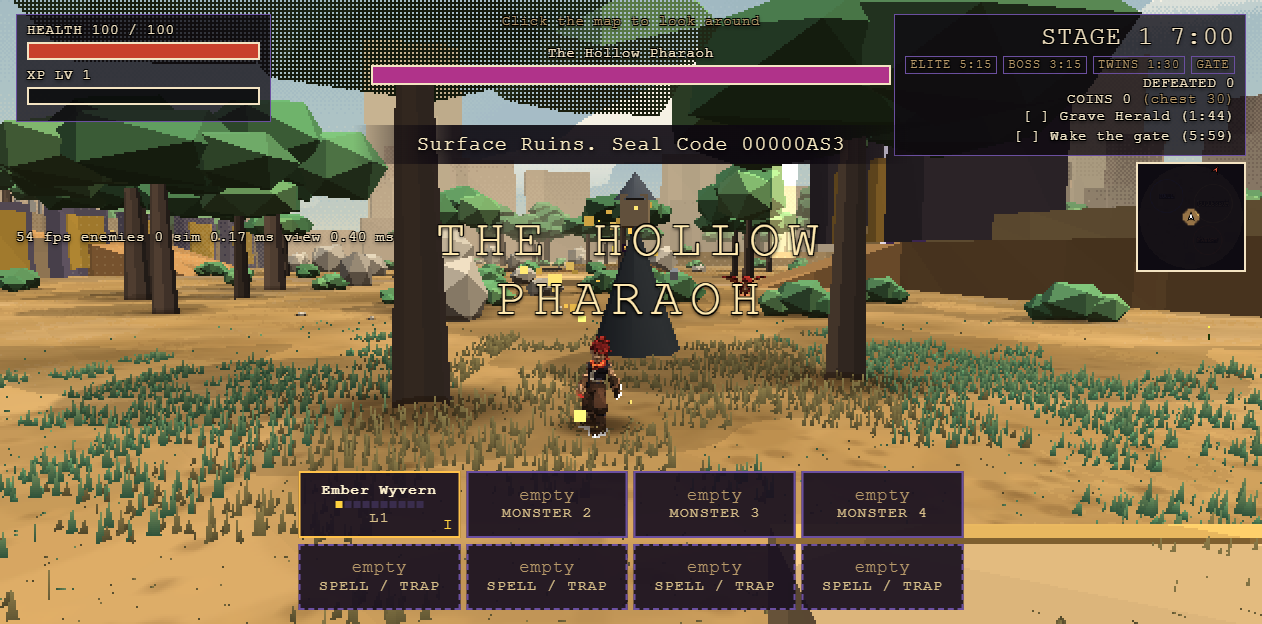 HEALTH 100 / 100
XP LV 1
Click the map to look around
The Hollow Pharaoh
STAGE 1 7:00
ELITE 5:15 BOSS 3:15 TWINS 1:30 GATE
DEFEATED 0
COINS 0 (chest 30)
[ ] Grave Herald (1:44)
[ ] Wake the gate (5:59)
Surface Ruins. Seal Code 00000AS3
54 fps enemies 0 sim 0.17 ms view 0.40 ms
THE HOLLOW
PHARAOH
Ember Wyvern
L1
I
empty
MONSTER 2
empty
MONSTER 3
empty
MONSTER 4
empty
SPELL / TRAP
empty
SPELL / TRAP
empty
SPELL / TRAP
empty
SPELL / TRAP